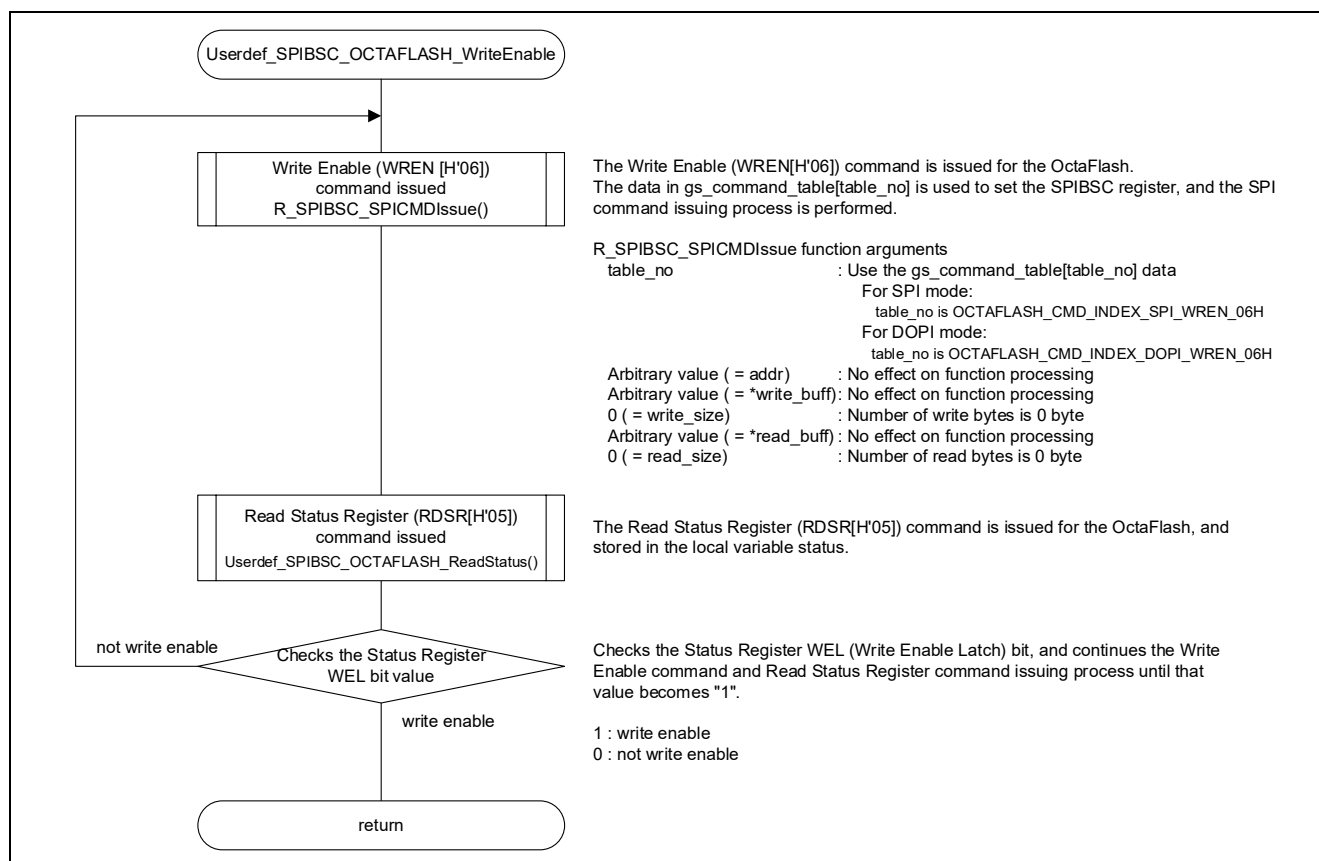 Userdef_SPIBSC_OCTAFLASH_WriteEnable
Write Enable (WREN [H'06])
command issued
R_SPIBSC_SPICMDIssue()
The Write Enable (WREN[H'06]) command is issued for the OctaFlash.
The data in gs_command_table[table_no] is used to set the SPIBSC register, and the SPI
command issuing process is performed.
R_SPIBSC_SPICMDIssue function arguments
table_no : Use the gs_command_table[table_no] data
For SPI mode:
table_no is OCTAFLASH_CMD_INDEX_SPI_WREN_06H
For DOPI mode:
table_no is OCTAFLASH_CMD_INDEX_DOPI_WREN_06H
Arbitrary value ( = addr) : No effect on function processing
Arbitrary value ( = *write_buff) : No effect on function processing
0 ( = write_size) : Number of write bytes is 0 byte
Arbitrary value ( = *read_buff) : No effect on function processing
0 ( = read_size) : Number of read bytes is 0 byte
Read Status Register (RDSR[H'05])
command issued
Userdef_SPIBSC_OCTAFLASH_ReadStatus()
The Read Status Register (RDSR[H'05]) command is issued for the OctaFlash, and
stored in the local variable status.
not write enable
Checks the Status Register
WEL bit value
Checks the Status Register WEL (Write Enable Latch) bit, and continues the Write
Enable command and Read Status Register command issuing process until that
value becomes "1".
write enable
1 : write enable
0 : not write enable
return